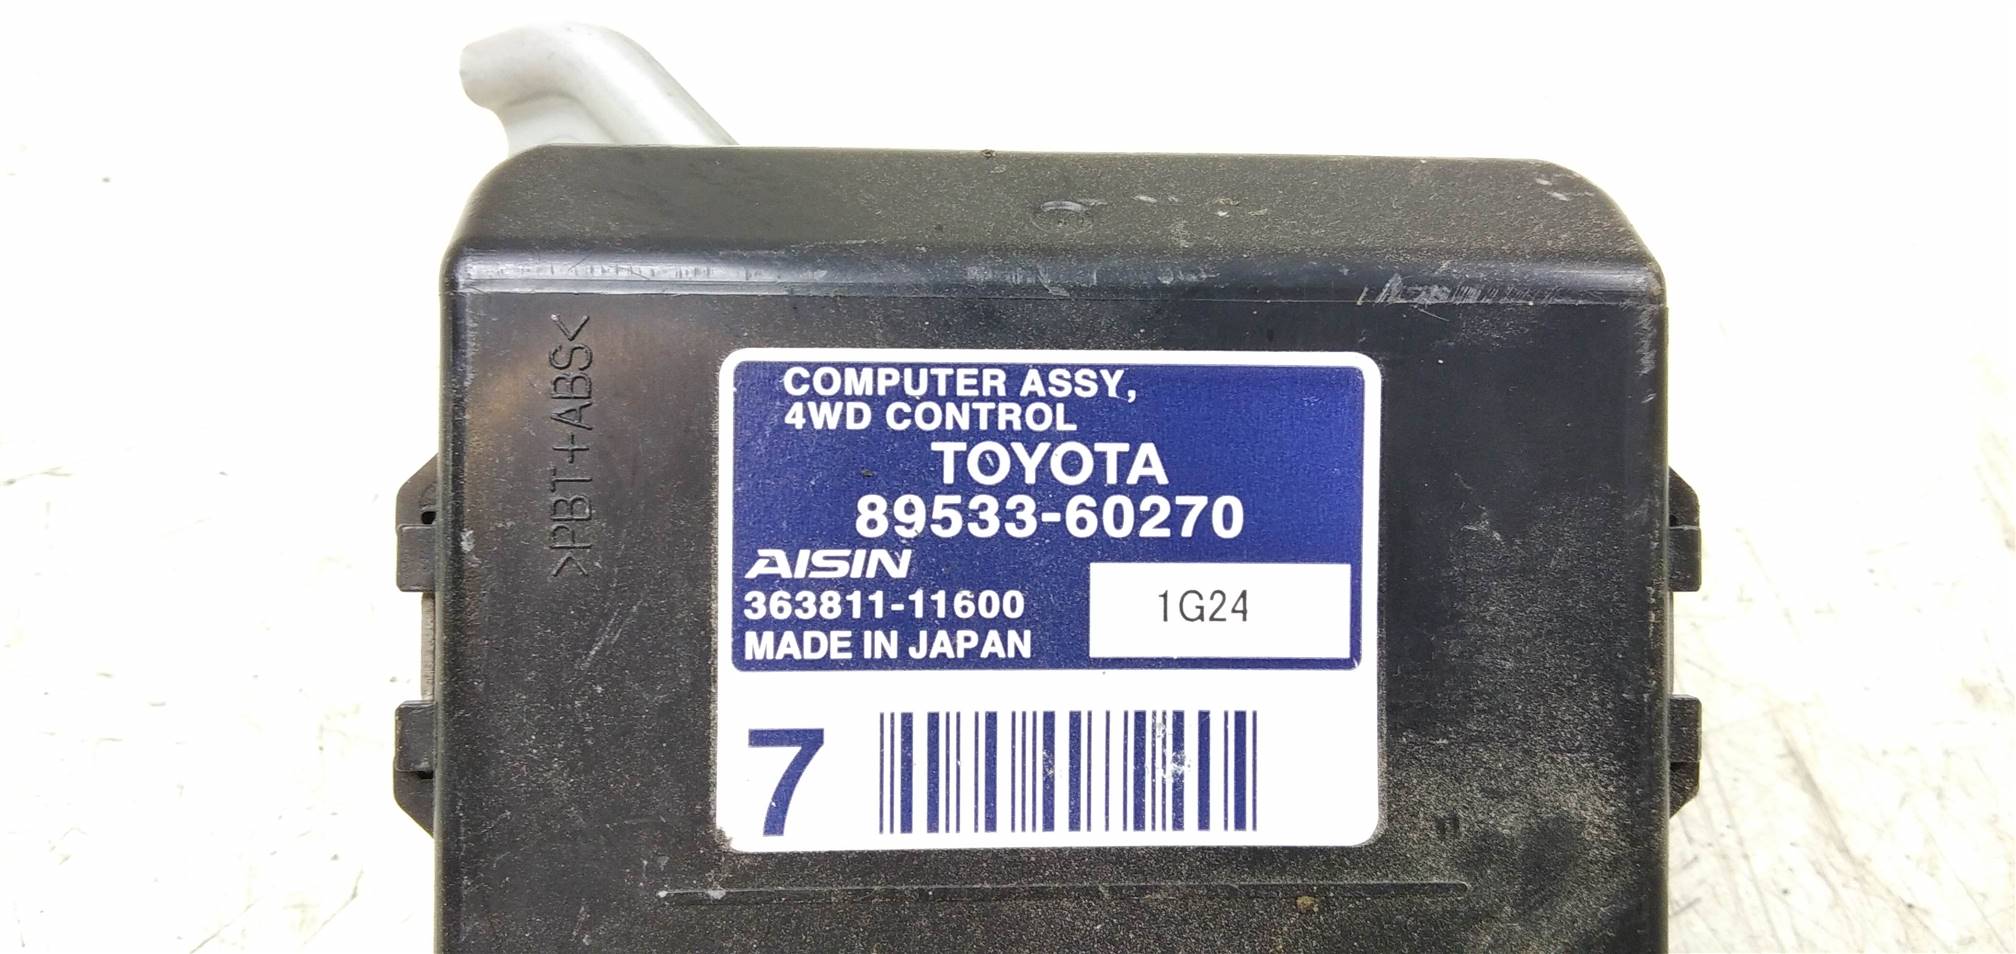 >PBT+ABS<
COMPUTER ASSY,
4WD CONTROL
TOYOTA
89533-60270
AISIN
363811-11600
1G24
MADE IN JAPAN
7